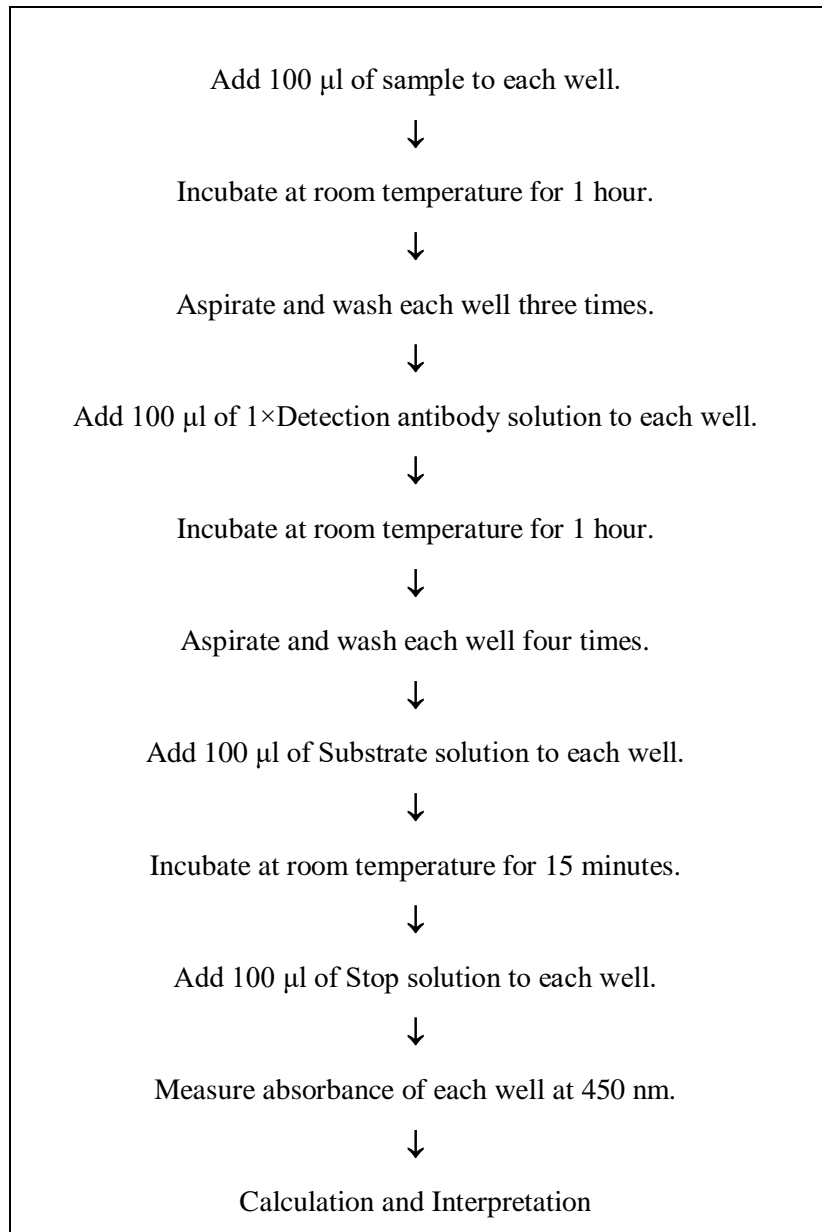 Add 100 μl of sample to each well.
↓
Incubate at room temperature for 1 hour.
↓
Aspirate and wash each well three times.
↓
Add 100 μl of 1×Detection antibody solution to each well.
↓
Incubate at room temperature for 1 hour.
↓
Aspirate and wash each well four times.
↓
Add 100 μl of Substrate solution to each well.
↓
Incubate at room temperature for 15 minutes.
↓
Add 100 μl of Stop solution to each well.
↓
Measure absorbance of each well at 450 nm.
↓
Calculation and Interpretation